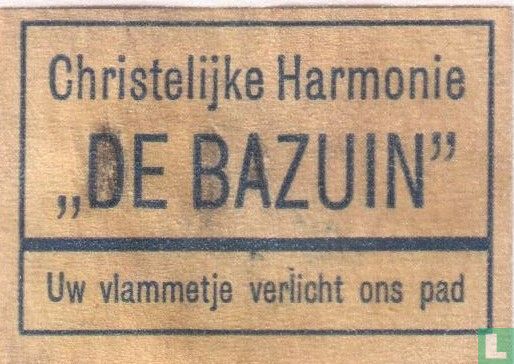 Christelijke Harmonie
„DE BAZUIN”
Uw vlammetje verlicht ons pad